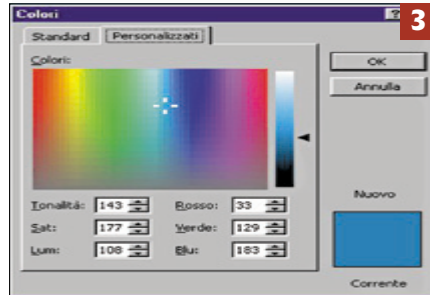 Colori
?
3
Standard
Personalizzati
Colori:
OK
Annulla
Tonalità: 143
Rosso: 33
Sat: 177
Verde: 129
Lum: 108
Blu: 183
Nuovo
Corrente